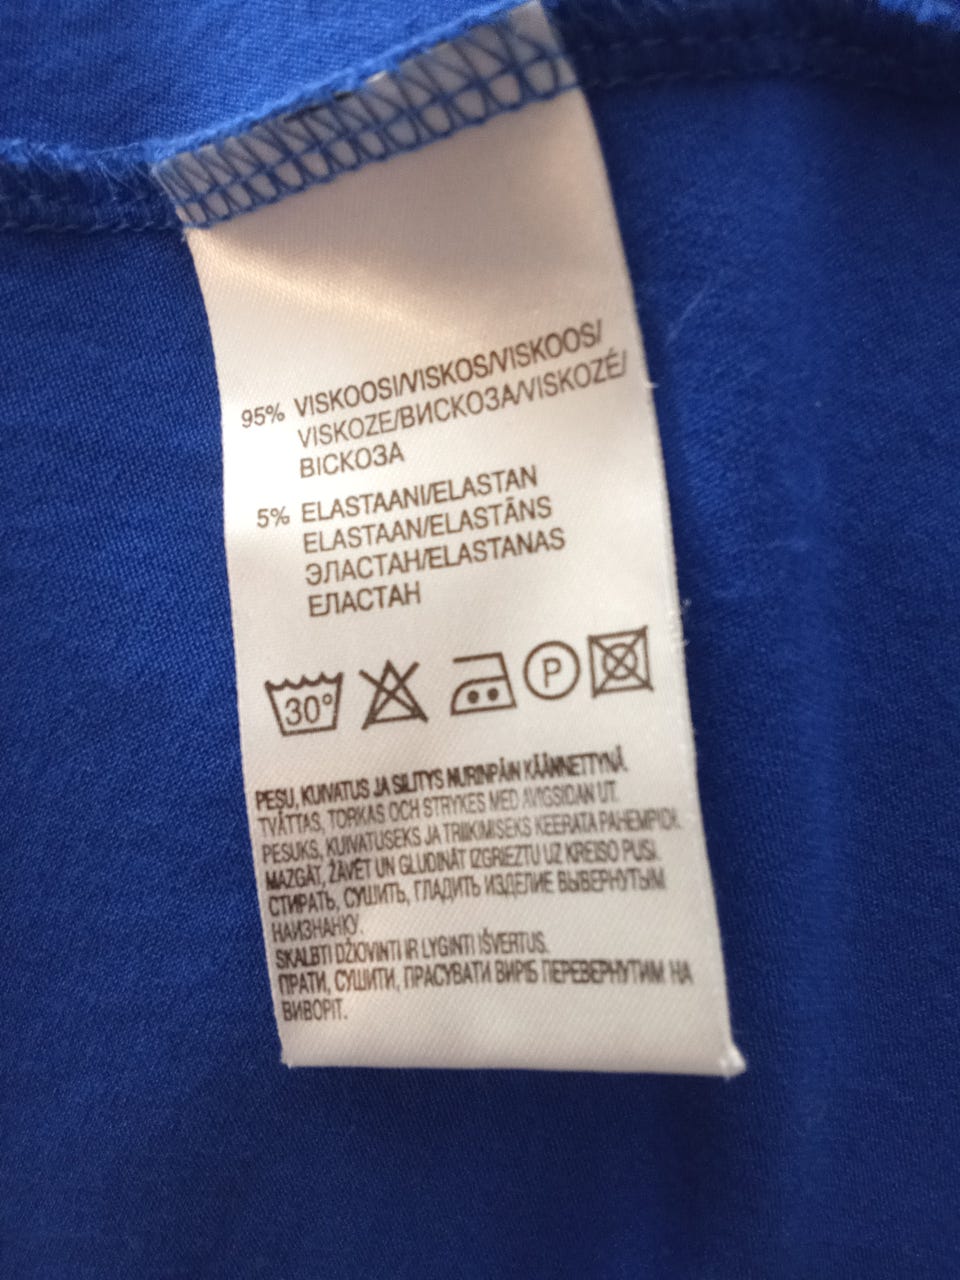 95% VISKOOSI/VISKOS/VISKOOS/
VISKOZE/ВИСКОЗА/VISKOZĖ/
ВІСКОЗА
5% ELASTAANI/ELASTAN
ELASTAAN/ELASTĀNS
ЭЛАСТАН/ELASTANAS
ЕЛАСТАН
30° P
PESU, KUIVATUS JA SILITYS NURINPÄIN KÄÄNNETTYNÄ.
TVÄTTAS, TORKAS OCH STRYKES MED AVIGSIDAN UT.
PESUKS, KUIVATUSEKS JA TRIIKIMISEKS KEERATA PAHEMPIDI.
MAZGĀT, ŽĀVĒT UN GLUDINĀT IZGRIEZTU UZ KREISO PUSI.
СТИРАТЬ, СУШИТЬ, ГЛАДИТЬ ИЗДЕЛИЕ ВЫВЕРНУТЫМ
НАИЗНАНКУ.
SKALBTI DŽIOVINTI IR LYGINTI IŠVERTUS.
ПРАТИ, СУШИТИ, ПРАСУВАТИ ВИРІБ ПЕРЕВЕРНУТИМ НА
ВИВОРІТ.